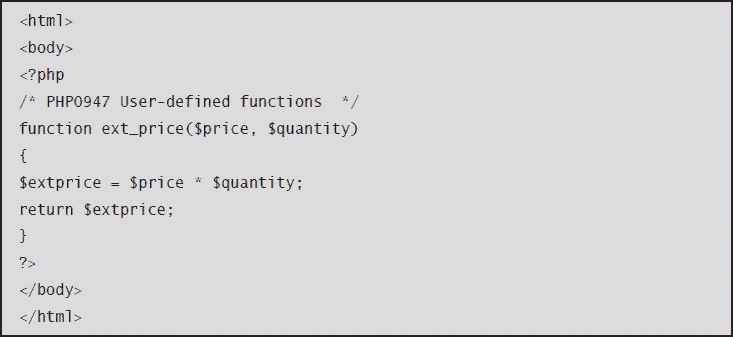 <html>
<body>
<?php
/* PHP0947 User-defined functions  */
function ext_price($price, $quantity)
{
$extprice = $price * $quantity;
return $extprice;
}
?>
</body>
</html>